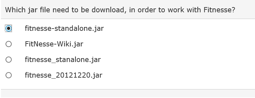 Which jar file need to be download, in order to work with Fitnesse?
fitnesse-standalone.jar
FitNesse-Wiki.jar
fitnesse_stanalone.jar
fitnesse_20121220.jar